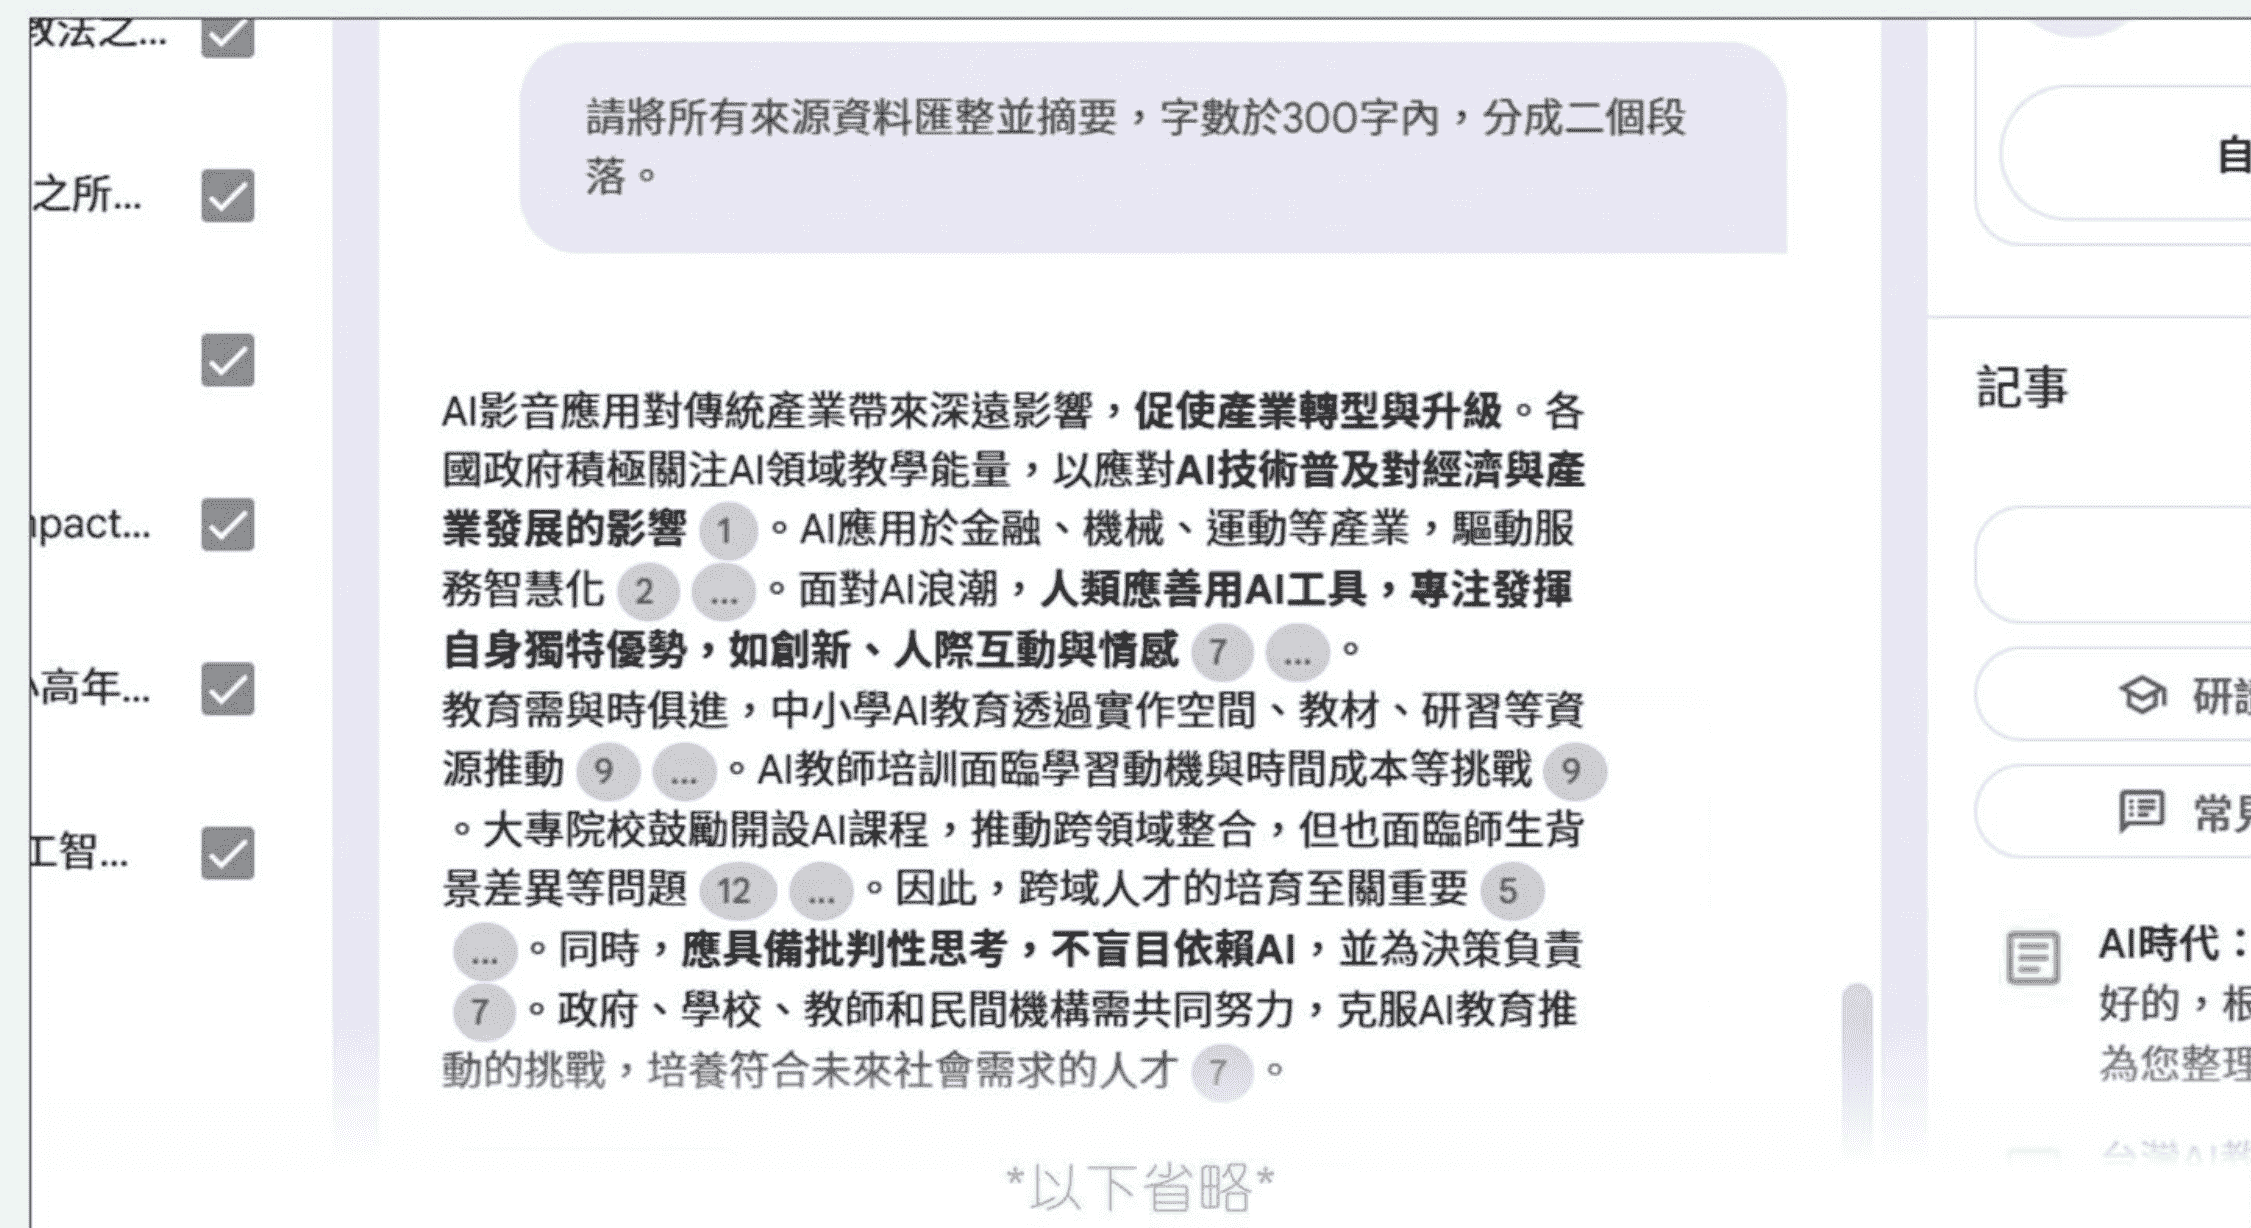 教法之...
之所...
mpact...
小高年...
工智...
請將所有來源資料匯整並摘要，字數於300字內，分成二個段
落。
AI影音應用對傳統產業帶來深遠影響，促使產業轉型與升級。各
國政府積極關注AI領域教學能量，以應對AI技術普及對經濟與產
業發展的影響 1 。AI應用於金融、機械、運動等產業，驅動服
務智慧化 2 ... 。面對AI浪潮，人類應善用AI工具，專注發揮
自身獨特優勢，如創新、人際互動與情感 7 ... 。
教育需與時俱進，中小學AI教育透過實作空間、教材、研習等資
源推動 9 ... 。AI教師培訓面臨學習動機與時間成本等挑戰 9
。大專院校鼓勵開設AI課程，推動跨領域整合，但也面臨師生背
景差異等問題 12 ... 。因此，跨域人才的培育至關重要 5
... 。同時，應具備批判性思考，不盲目依賴AI，並為決策負責
7 。政府、學校、教師和民間機構需共同努力，克服AI教育推
動的挑戰，培養符合未來社會需求的人才 7 。
*以下省略*
自
記事
研讀
常見
AI時代：
好的，根
為您整理
台灣AI教